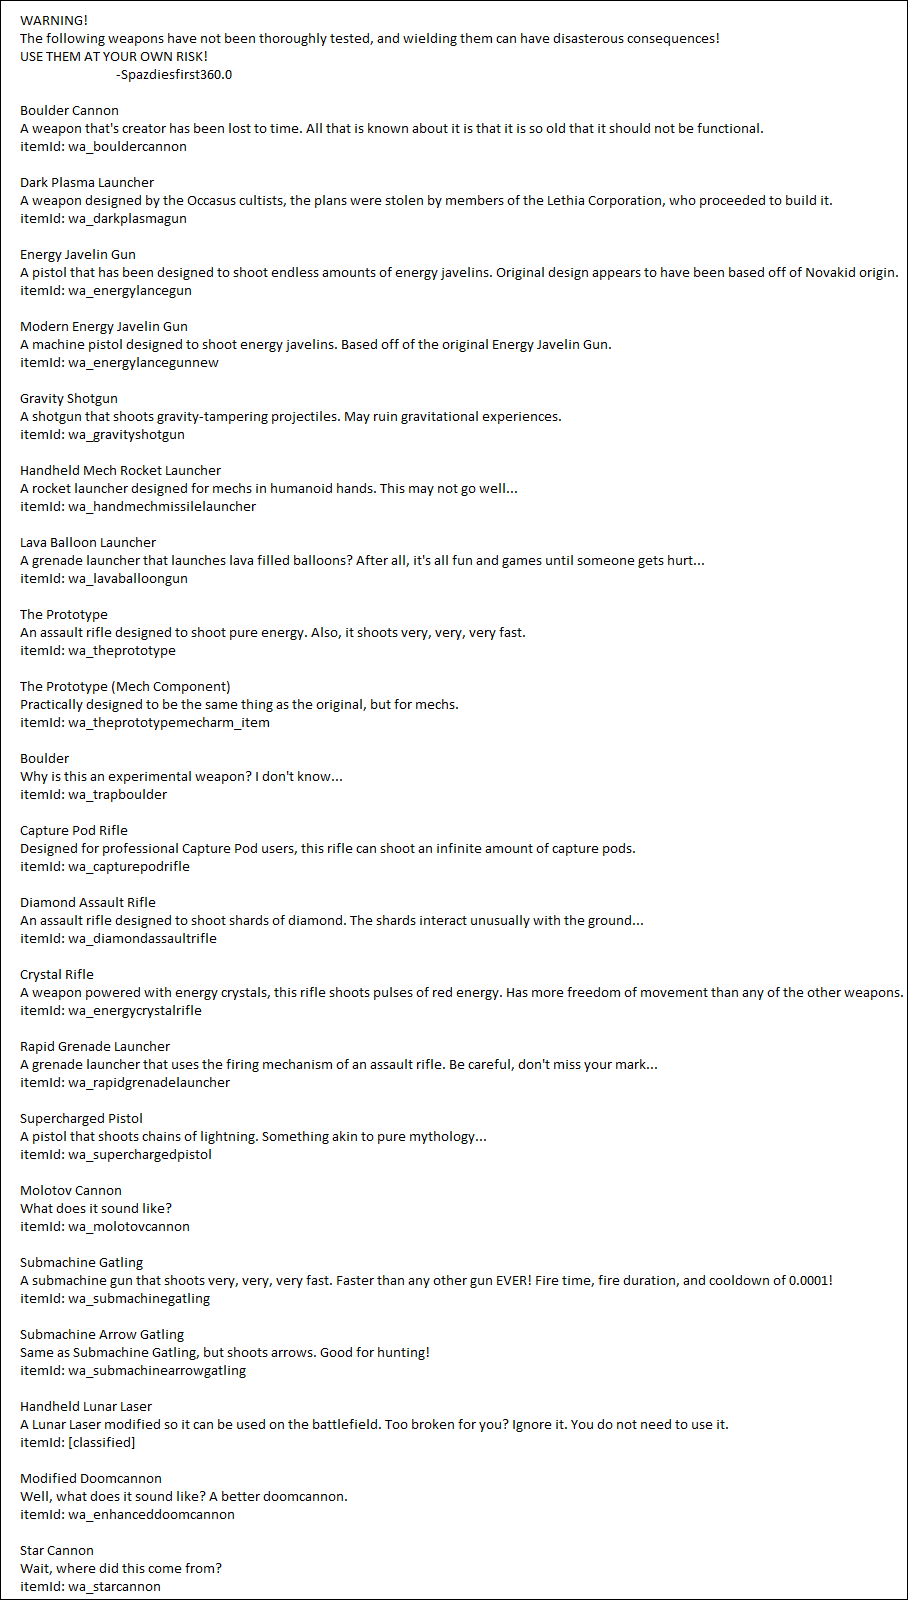 WARNING!
The following weapons have not been thoroughly tested, and wielding them can have disasterous consequences!
USE THEM AT YOUR OWN RISK!
-Spazdiesfirst360.0
Boulder Cannon
A weapon that's creator has been lost to time. All that is known about it is that it is so old that it should not be functional.
itemId: wa_bouldercannon
Dark Plasma Launcher
A weapon designed by the Occasus cultists, the plans were stolen by members of the Lethia Corporation, who proceeded to build it.
itemId: wa_darkplasmagun
Energy Javelin Gun
A pistol that has been designed to shoot endless amounts of energy javelins. Original design appears to have been based off of Novakid origin.
itemId: wa_energylancegun
Modern Energy Javelin Gun
A machine pistol designed to shoot energy javelins. Based off of the original Energy Javelin Gun.
itemId: wa_energylancegunnew
Gravity Shotgun
A shotgun that shoots gravity-tampering projectiles. May ruin gravitational experiences.
itemId: wa_gravityshotgun
Handheld Mech Rocket Launcher
A rocket launcher designed for mechs in humanoid hands. This may not go well...
itemId: wa_handmechmissilelauncher
Lava Balloon Launcher
A grenade launcher that launches lava filled balloons? After all, it's all fun and games until someone gets hurt...
itemId: wa_lavaballoongun
The Prototype
An assault rifle designed to shoot pure energy. Also, it shoots very, very, very fast.
itemId: wa_theprototype
The Prototype (Mech Component)
Practically designed to be the same thing as the original, but for mechs.
itemId: wa_theprototypemecharm_item
Boulder
Why is this an experimental weapon? I don't know...
itemId: wa_trapboulder
Capture Pod Rifle
Designed for professional Capture Pod users, this rifle can shoot an infinite amount of capture pods.
itemId: wa_capturepodrifle
Diamond Assault Rifle
An assault rifle designed to shoot shards of diamond. The shards interact unusually with the ground...
itemId: wa_diamondassaultrifle
Crystal Rifle
A weapon powered with energy crystals, this rifle shoots pulses of red energy. Has more freedom of movement than any of the other weapons.
itemId: wa_energycrystalrifle
Rapid Grenade Launcher
A grenade launcher that uses the firing mechanism of an assault rifle. Be careful, don't miss your mark...
itemId: wa_rapidgrenadelauncher
Supercharged Pistol
A pistol that shoots chains of lightning. Something akin to pure mythology...
itemId: wa_superchargedpistol
Molotov Cannon
What does it sound like?
itemId: wa_molotovcannon
Submachine Gatling
A submachine gun that shoots very, very, very fast. Faster than any other gun EVER! Fire time, fire duration, and cooldown of 0.0001!
itemId: wa_submachinegatling
Submachine Arrow Gatling
Same as Submachine Gatling, but shoots arrows. Good for hunting!
itemId: wa_submachinearrowgatling
Handheld Lunar Laser
A Lunar Laser modified so it can be used on the battlefield. Too broken for you? Ignore it. You do not need to use it.
itemId: [classified]
Modified Doomcannon
Well, what does it sound like? A better doomcannon.
itemId: wa_enhanceddoomcannon
Star Cannon
Wait, where did this come from?
itemId: wa_starcannon